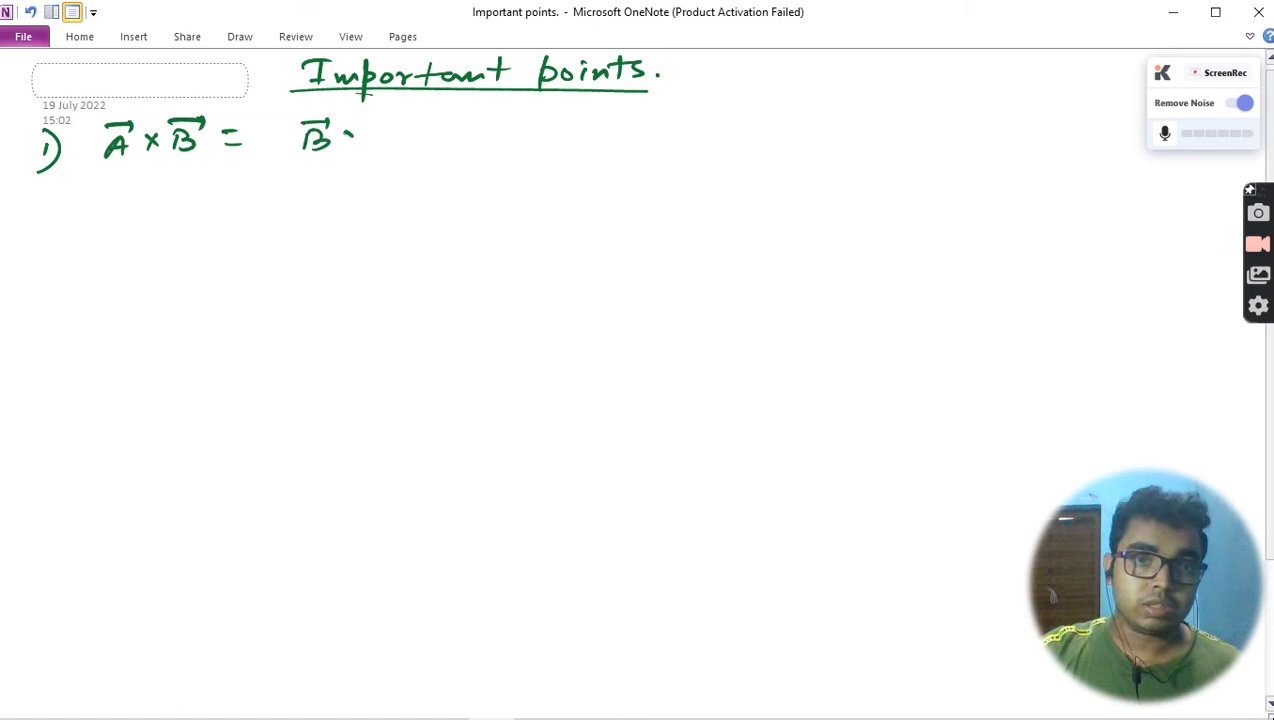 Important points. - Microsoft OneNote (Product Activation Failed)
File Home Insert Share Draw Review View Pages
Important points.
ScreenRec
19 July 2022
15:02
Remove Noise
1) A⃗ × B⃗ = B⃗